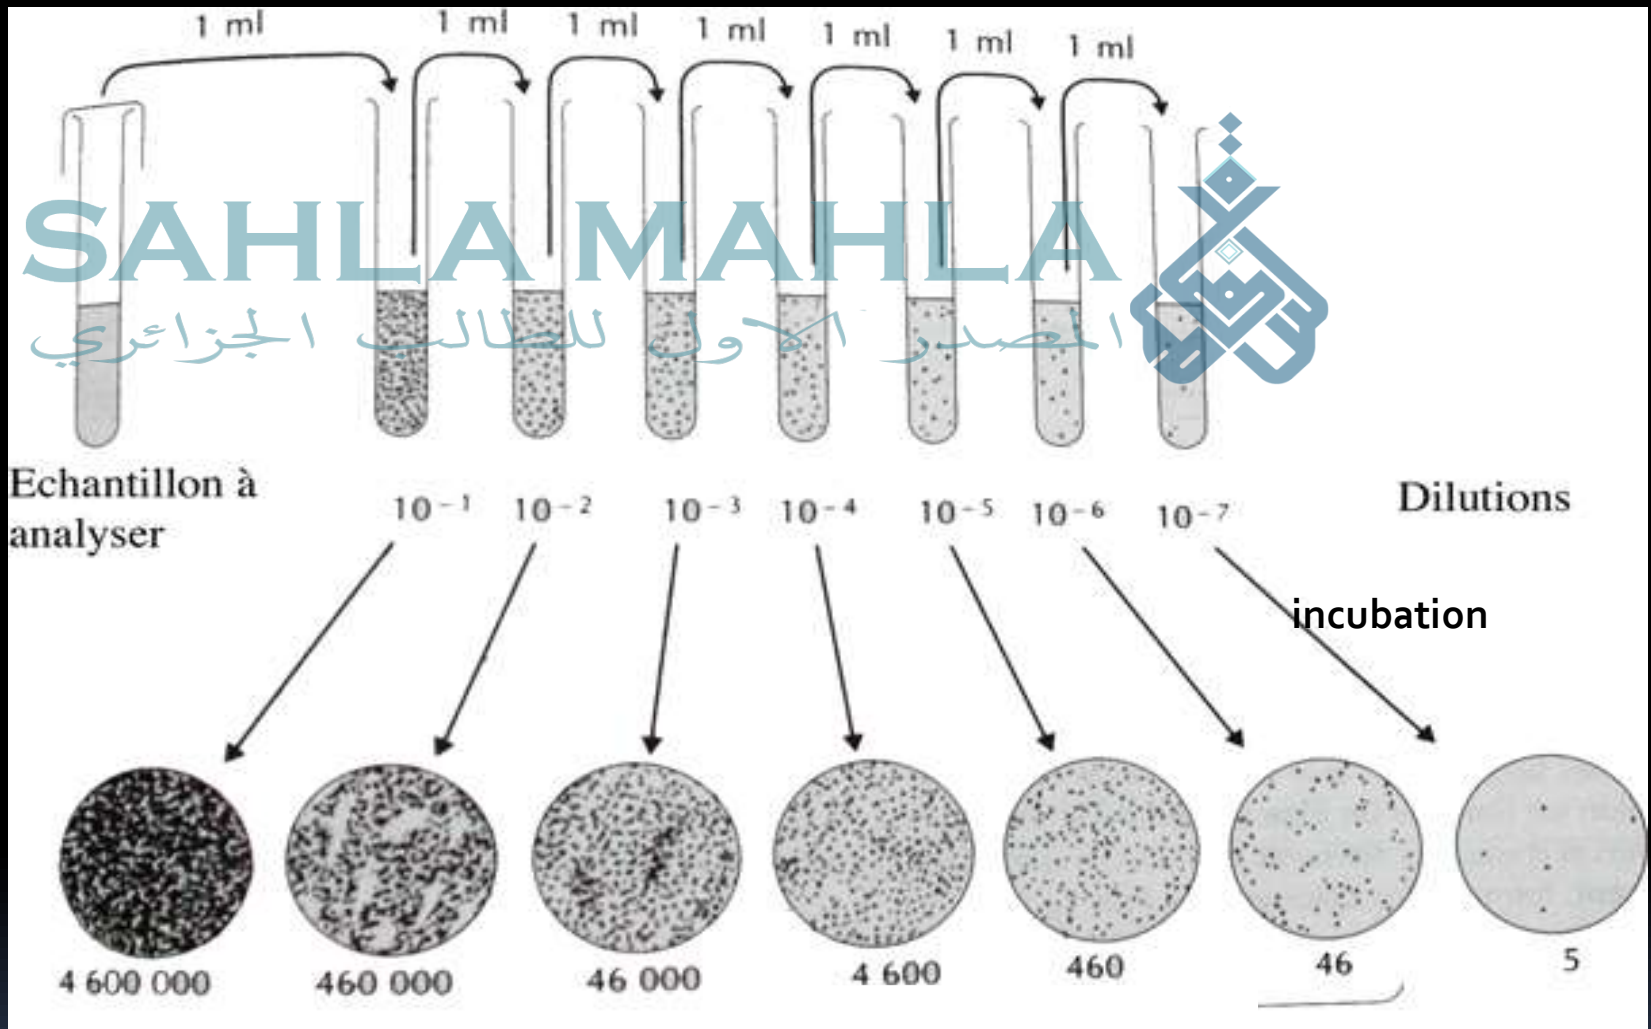 1 ml 1 ml 1 ml 1 ml 1 ml 1 ml 1 ml
SAHLA MAHLA
المصدر الاول للطالب الجزائري
Echantillon à
analyser
10⁻¹ 10⁻² 10⁻³ 10⁻⁴ 10⁻⁵ 10⁻⁶ 10⁻⁷
Dilutions
incubation
4 600 000 460 000 46 000 4 600 460 46 5